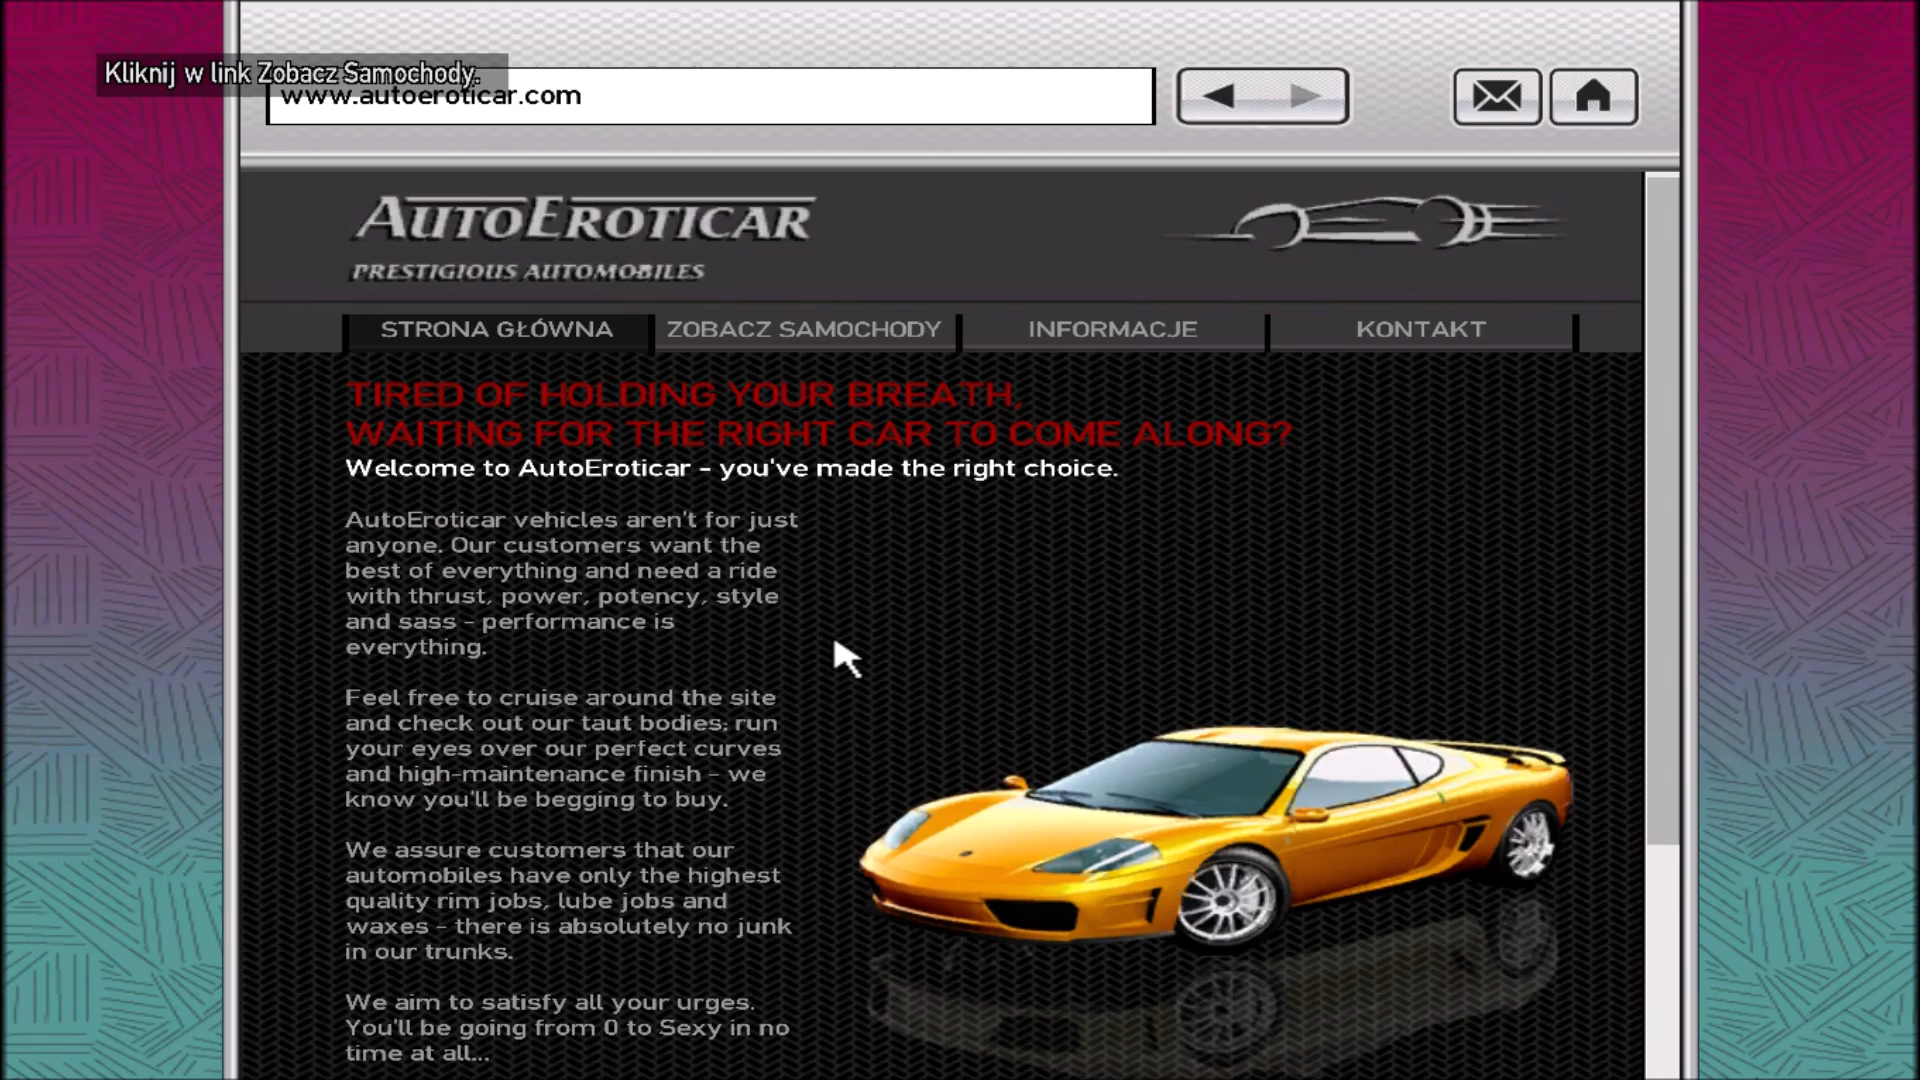 Kliknij w link Zobacz Samochody.
www.autoeroticar.com
AUTOEROTICAR
PRESTIGIOUS AUTOMOBILES
STRONA GŁÓWNA
ZOBACZ SAMOCHODY
INFORMACJE
KONTAKT
TIRED OF HOLDING YOUR BREATH,
WAITING FOR THE RIGHT CAR TO COME ALONG?
Welcome to AutoEroticar - you've made the right choice.
AutoEroticar vehicles aren't for just
anyone. Our customers want the
best of everything and need a ride
with thrust, power, potency, style
and sass - performance is
everything.
Feel free to cruise around the site
and check out our taut bodies; run
your eyes over our perfect curves
and high-maintenance finish - we
know you'll be begging to buy.
We assure customers that our
automobiles have only the highest
quality rim jobs, lube jobs and
waxes - there is absolutely no junk
in our trunks.
We aim to satisfy all your urges.
You'll be going from 0 to Sexy in no
time at all...